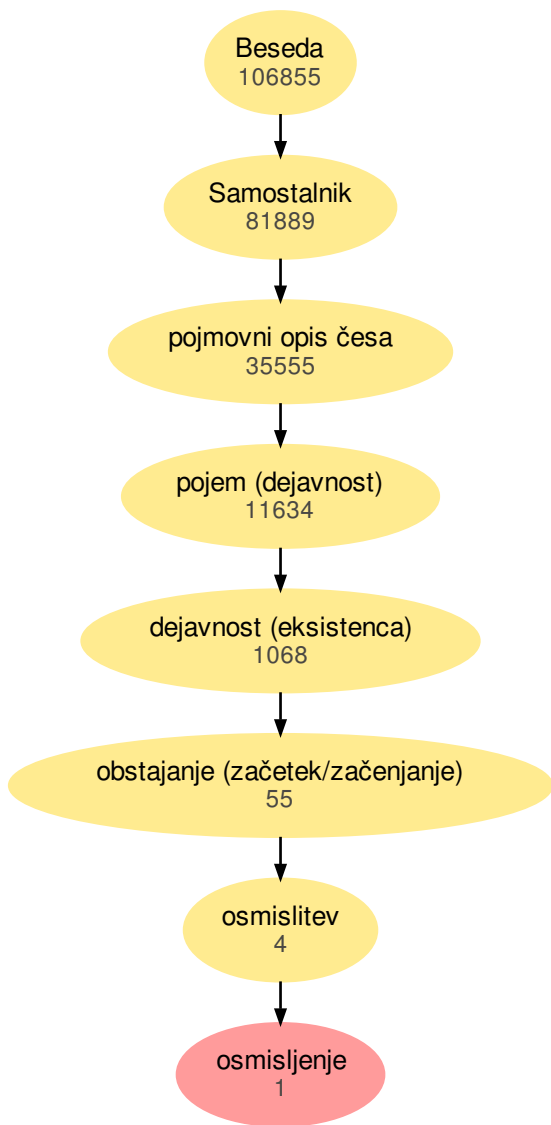 Beseda
106855
Samostalnik
81889
pojmovni opis česa
35555
pojem (dejavnost)
11634
dejavnost (eksistenca)
1068
obstajanje (začetek/začenjanje)
55
osmislitev
4
osmisljenje
1